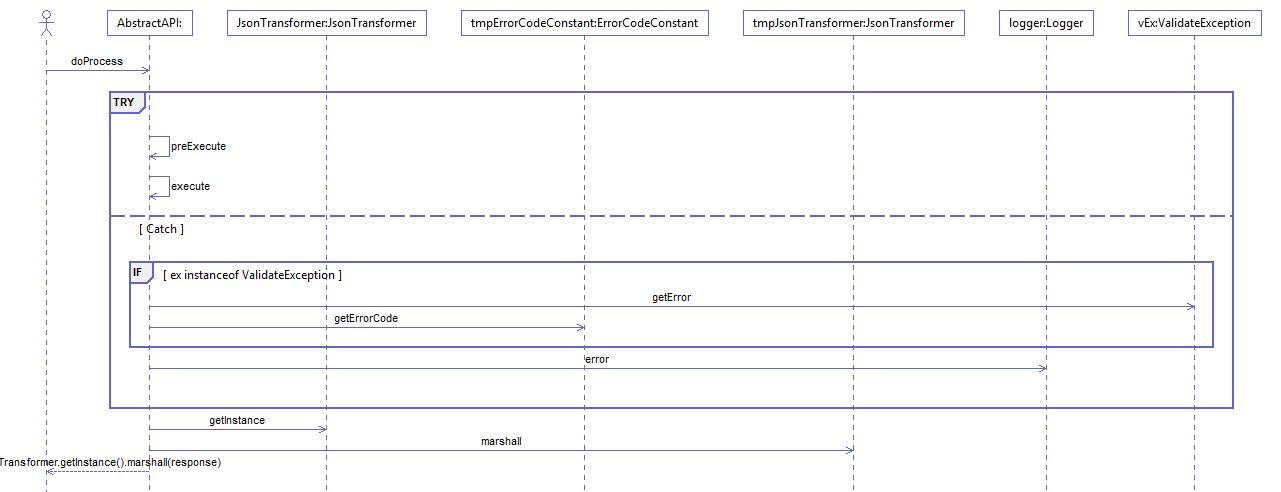 AbstractAPI:
JsonTransformer:JsonTransformer
tmpErrorCodeConstant:ErrorCodeConstant
tmpJsonTransformer:JsonTransformer
logger:Logger
vEx:ValidateException
doProcess
TRY
preExecute
execute
[ Catch ]
IF
[ ex instanceof ValidateException ]
getError
getErrorCode
error
getInstance
marshall
Transformer.getInstance().marshall(response)